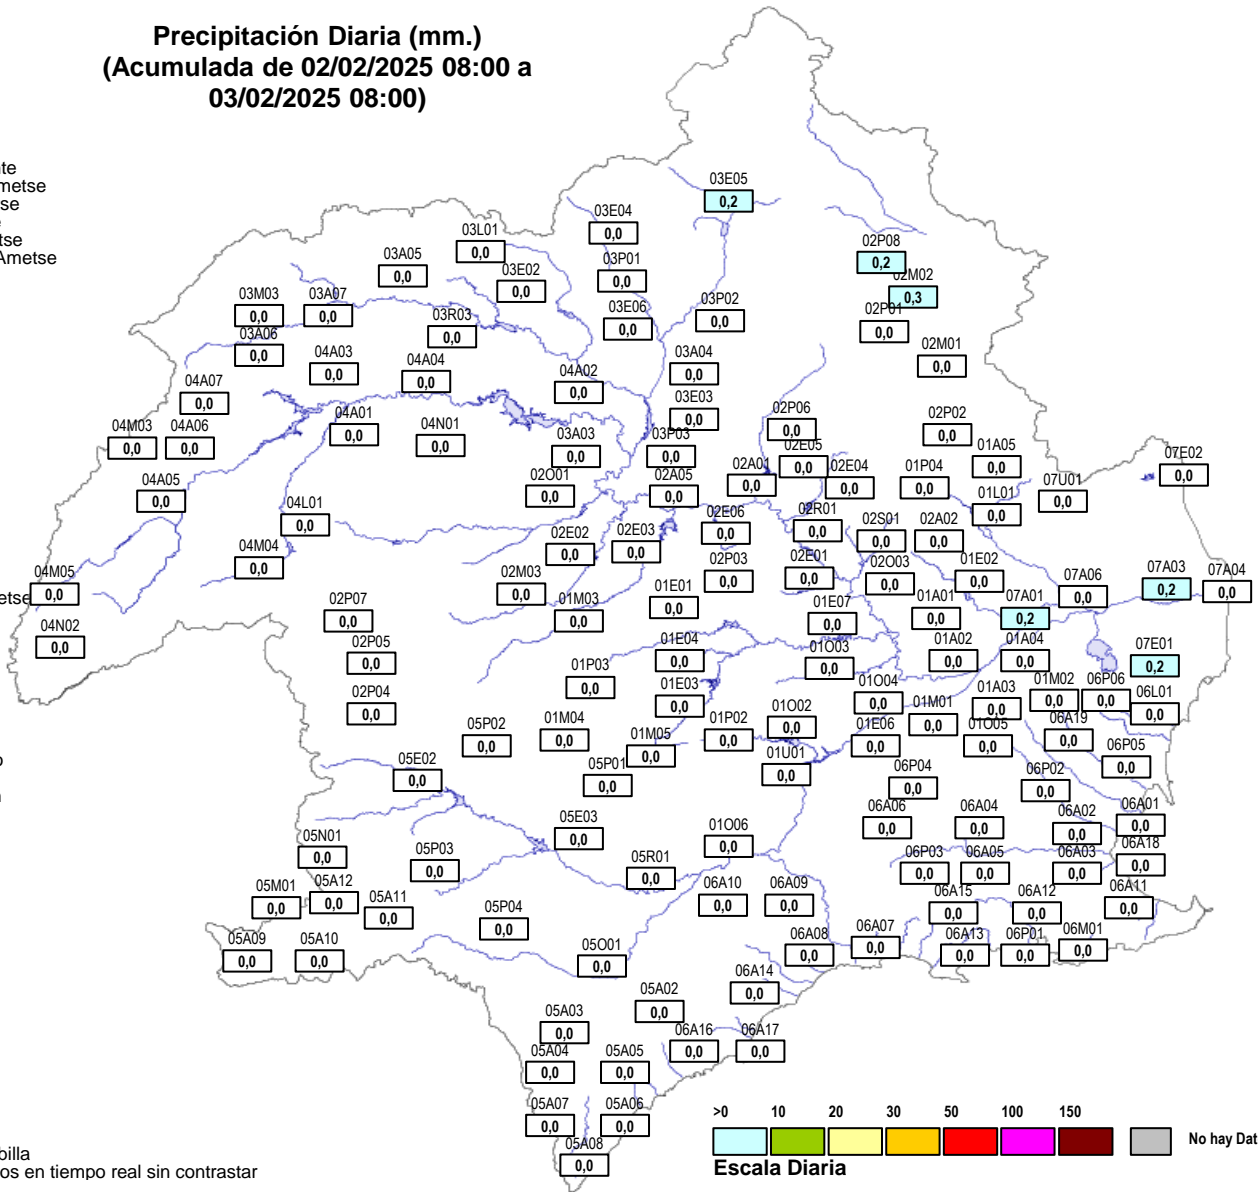 Precipitación Diaria (mm.)
(Acumulada de 02/02/2025 08:00 a
03/02/2025 08:00)
nte
metse
tse
e
tse
Ametse
03E05
0,2
03E04
0,0
03L01
0,0
02P08
0,2
03A05
0,0
03P01
0,0
03E02
0,0
02M02
0,3
03M03
0,0
03A07
0,0
03P02
0,0
03E06
0,0
02P01
0,0
03R03
0,0
03A06
0,0
02M01
0,0
04A03
0,0
04A04
0,0
03A04
0,0
04A02
0,0
04A07
0,0
03E03
0,0
02P06
0,0
02P02
0,0
04A01
0,0
04M03
0,0
04A06
0,0
04N01
0,0
03A03
0,0
03P03
0,0
02E05
0,0
01A05
0,0
07E02
0,0
02A01
0,0
02E04
0,0
01P04
0,0
02O01
0,0
02A05
0,0
07U01
0,0
04A05
0,0
01L01
0,0
04L01
0,0
02E06
0,0
02R01
0,0
02S01
0,0
02A02
0,0
02E02
0,0
02E03
0,0
04M04
0,0
02P03
0,0
02E01
0,0
02O03
0,0
01E02
0,0
04M05
0,0
02M03
0,0
07A06
0,0
07A03
0,2
07A04
0,0
etse
01M03
0,0
01E01
0,0
02P07
0,0
01E07
0,0
01A01
0,0
07A01
0,2
04N02
0,0
02P05
0,0
01E04
0,0
01O03
0,0
01A02
0,0
01A04
0,0
07E01
0,2
01P03
0,0
01E03
0,0
01O04
0,0
01A03
0,0
01M02
0,0
06P06
0,0
06L01
0,0
02P04
0,0
01O02
0,0
01M01
0,0
05P02
0,0
01M04
0,0
01P02
0,0
01E06
0,0
01O05
0,0
06A19
0,0
01M05
0,0
01U01
0,0
06P05
0,0
05E02
0,0
05P01
0,0
06P04
0,0
06P02
0,0
05E03
0,0
01O06
0,0
06A06
0,0
06A04
0,0
06A02
0,0
06A01
0,0
05N01
0,0
05P03
0,0
05R01
0,0
06P03
0,0
06A05
0,0
06A03
0,0
06A18
0,0
05M01
0,0
05A12
0,0
05A11
0,0
06A10
0,0
06A09
0,0
06A15
0,0
06A12
0,0
06A11
0,0
05P04
0,0
05A09
0,0
05A10
0,0
05O01
0,0
06A08
0,0
06A07
0,0
06A13
0,0
06P01
0,0
06M01
0,0
06A14
0,0
05A02
0,0
05A03
0,0
06A16
0,0
06A17
0,0
05A04
0,0
05A05
0,0
05A07
0,0
05A06
0,0
05A08
0,0
>0 10 20 30 50 100 150
No hay Dat
Escala Diaria
billa
os en tiempo real sin contrastar